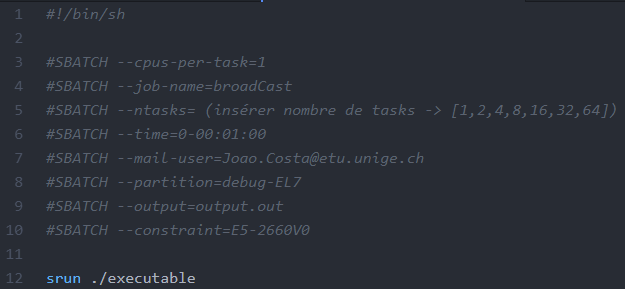 1 #!/bin/sh
2
3 #SBATCH --cpus-per-task=1
4 #SBATCH --job-name=broadCast
5 #SBATCH --ntasks= (insérer nombre de tasks -> [1,2,4,8,16,32,64])
6 #SBATCH --time=0-00:01:00
7 #SBATCH --mail-user=Joao.Costa@etu.unige.ch
8 #SBATCH --partition=debug-EL7
9 #SBATCH --output=output.out
10 #SBATCH --constraint=E5-2660V0
11
12 srun ./executable